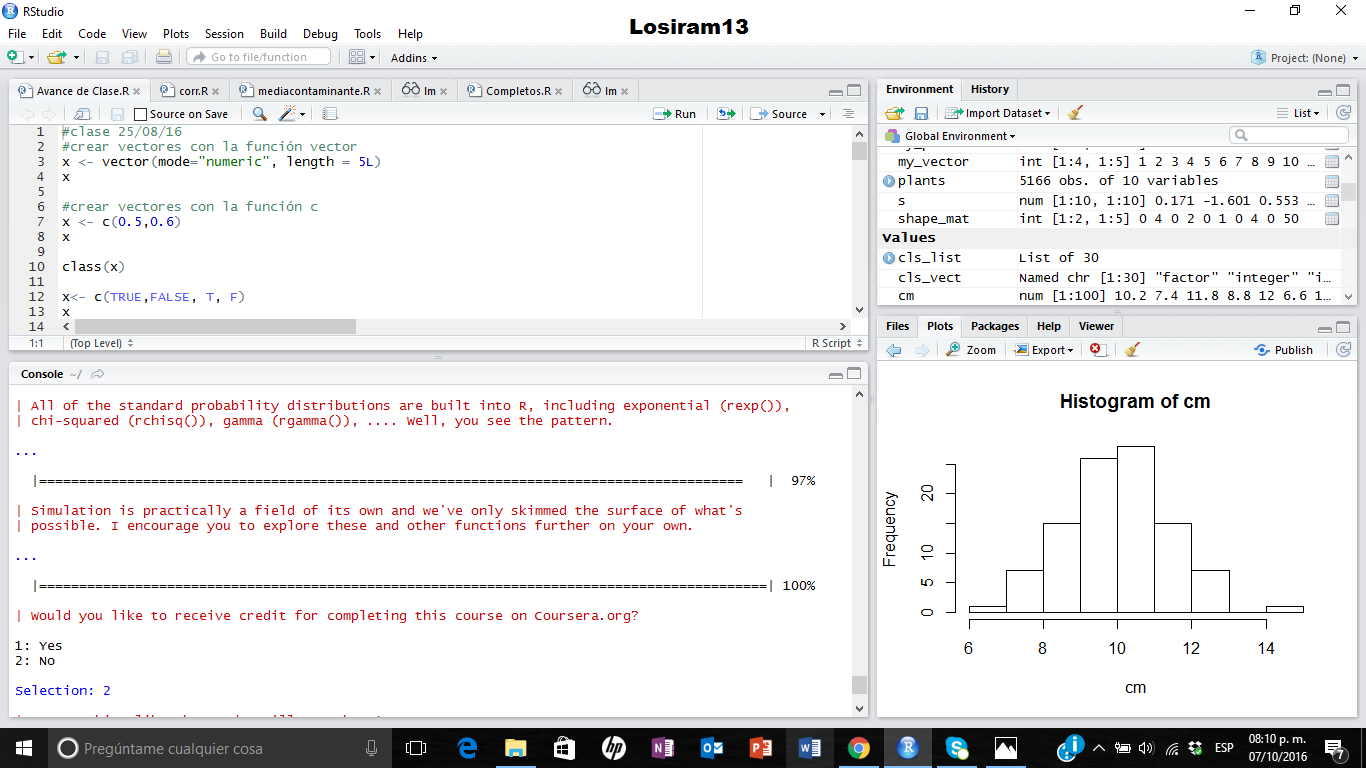 RStudio
Losiram13
File Edit Code View Plots Session Build Debug Tools Help
Go to file/function Addins Project: (None)
Avance de Clase.R corr.R mediacontaminante.R lm Completos.R lm
Source on Save Run Source
1 #clase 25/08/16
2 #crear vectores con la función vector
3 x <- vector(mode="numeric", length = 5L)
4 x
5
6 #crear vectores con la función c
7 x <- c(0.5,0.6)
8 x
9
10 class(x)
11
12 x<- c(TRUE,FALSE, T, F)
13 x
14
1:1 (Top Level) R Script
Console ~/
| All of the standard probability distributions are built into R, including exponential (rexp()),
| chi-squared (rchisq()), gamma (rgamma()), .... Well, you see the pattern.
...
|======================================================================================== | 97%
| Simulation is practically a field of its own and we've only skimmed the surface of what's
| possible. I encourage you to explore these and other functions further on your own.
...
|===========================================================================================| 100%
| Would you like to receive credit for completing this course on Coursera.org?
1: Yes
2: No
Selection: 2
Environment History
Import Dataset List
Global Environment
my_vector int [1:4, 1:5] 1 2 3 4 5 6 7 8 9 10 ...
plants 5166 obs. of 10 variables
s num [1:10, 1:10] 0.171 -1.601 0.553 ...
shape_mat int [1:2, 1:5] 0 4 0 2 0 1 0 4 0 50
Values
cls_list List of 30
cls_vect Named chr [1:30] "factor" "integer" "i...
cm num [1:100] 10.2 7.4 11.8 8.8 12 6.6 1...
Files Plots Packages Help Viewer
Zoom Export Publish
Histogram of cm
Frequency
20
10
5
0
6 8 10 12 14
cm
Pregúntame cualquier cosa
ESP
08:10 p. m.
07/10/2016
7